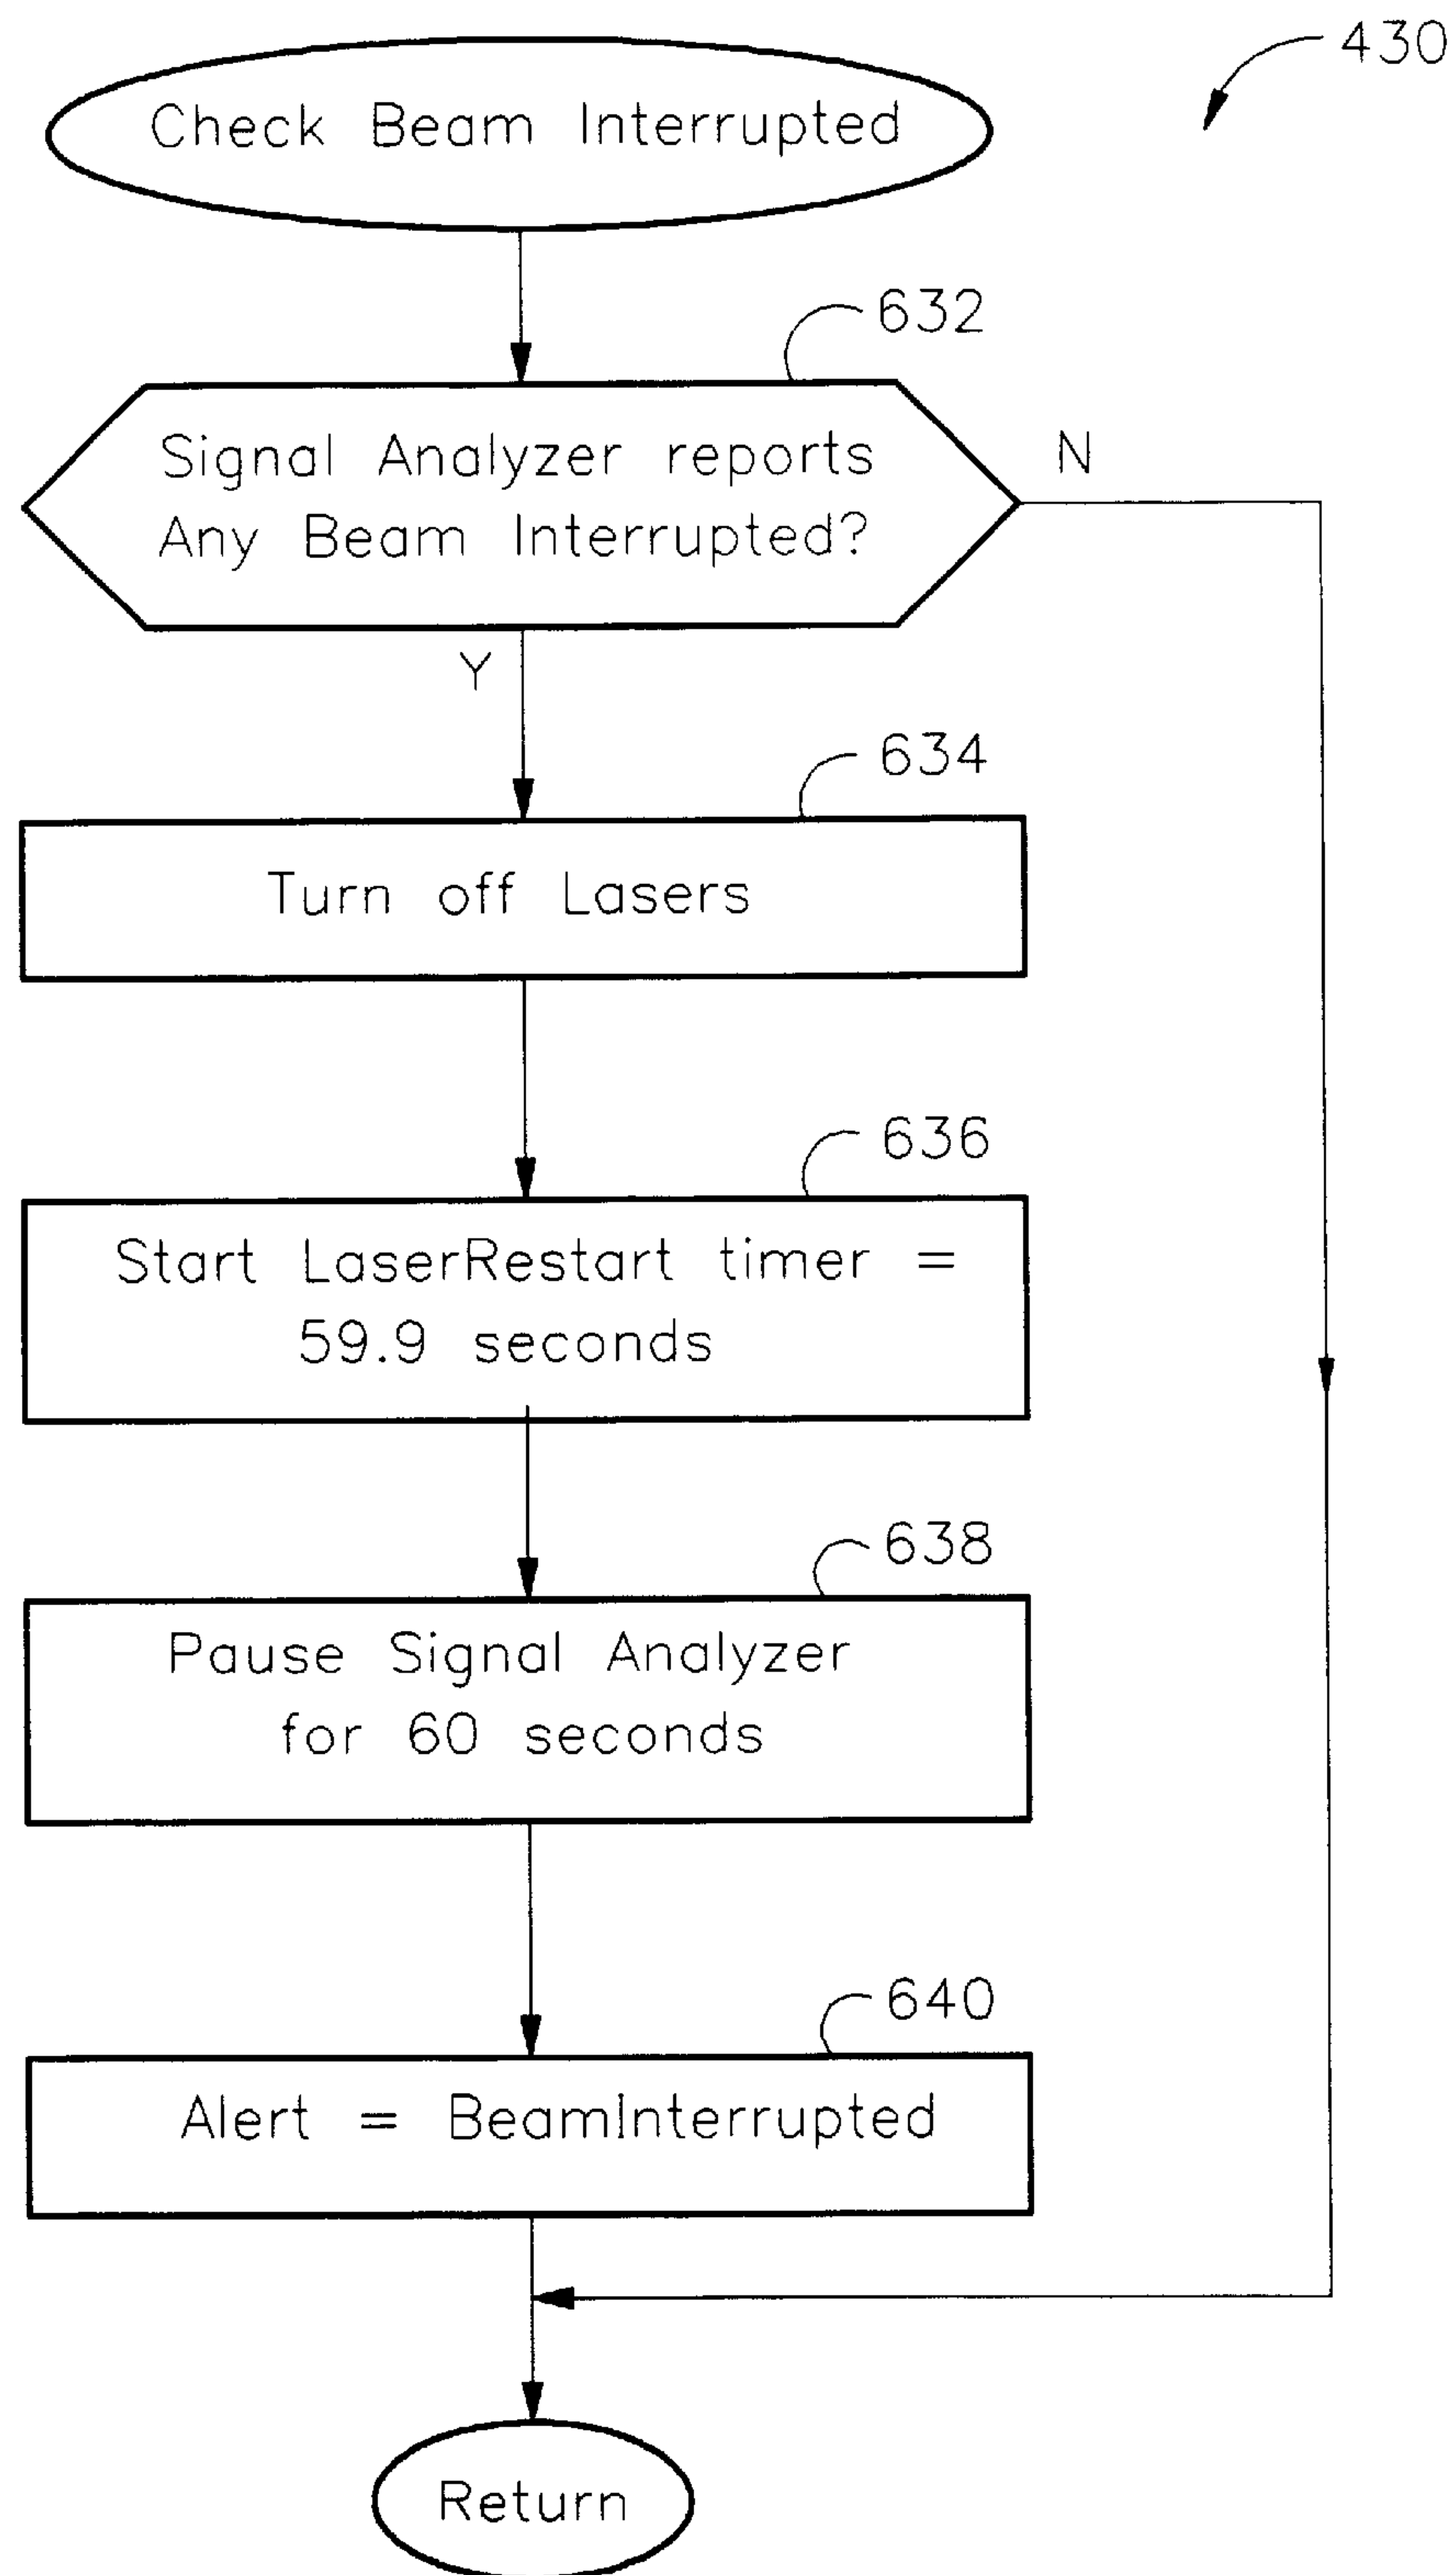 430
Check Beam Interrupted
632
Signal Analyzer reports
Any Beam Interrupted?
N
Y
634
Turn off Lasers
636
Start LaserRestart timer =
59.9 seconds
638
Pause Signal Analyzer
for 60 seconds
640
Alert = BeamInterrupted
Return